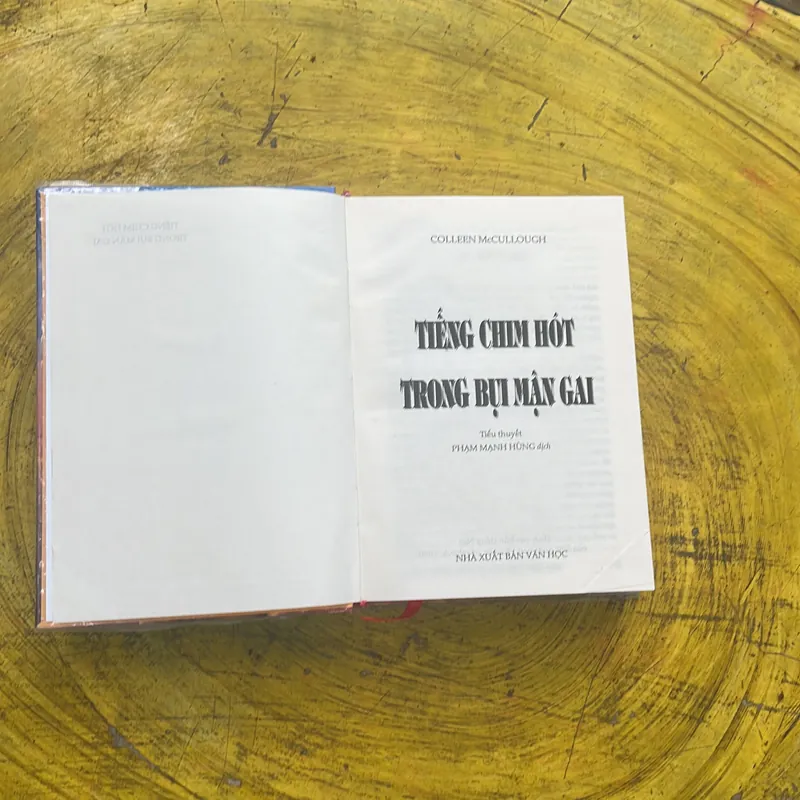 COLLEEN McCULLOUGH
TIẾNG CHIM HÓT
TRONG BỤI MẬN GAI
Tiểu thuyết
PHẠM MẠNH HÙNG dịch
NHÀ XUẤT BẢN VĂN HỌC